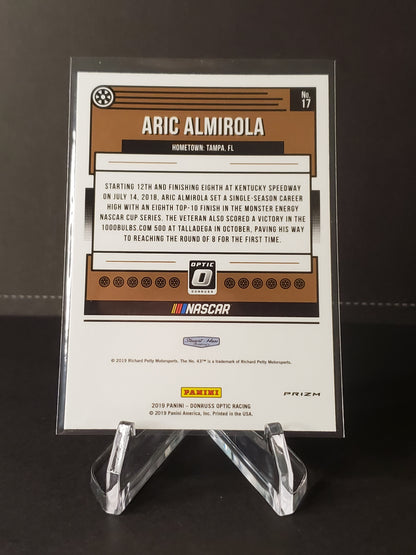 No.
17
ARIC ALMIROLA
HOMETOWN: TAMPA, FL
STARTING 12TH AND FINISHING EIGHTH AT KENTUCKY SPEEDWAY
ON JULY 14, 2018, ARIC ALMIROLA SET A SINGLE-SEASON CAREER
HIGH WITH AN EIGHTH TOP-10 FINISH IN THE MONSTER ENERGY
NASCAR CUP SERIES. THE VETERAN ALSO SCORED A VICTORY IN THE
1000BULBS.COM 500 AT TALLADEGA IN OCTOBER, PAVING HIS WAY
TO REACHING THE ROUND OF 8 FOR THE FIRST TIME.
OPTIC
DONRUSS
NASCAR
Stewart-Haas
© 2019 Richard Petty Motorsports. The No. 43™ is a trademark of Richard Petty Motorsports.
PANINI
PRIZM
2019 PANINI – DONRUSS OPTIC RACING
© 2019 Panini America, Inc. Printed in the USA.